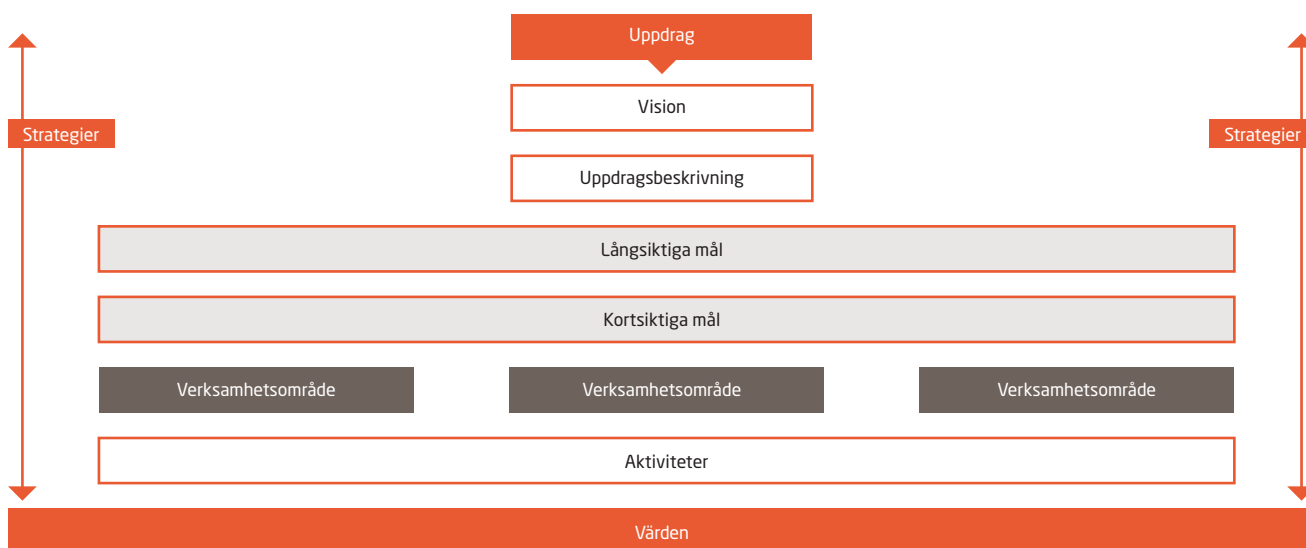 Uppdrag
Vision
Strategier
Strategier
Uppdragsbeskrivning
Långsiktiga mål
Kortsiktiga mål
Verksamhetsområde
Verksamhetsområde
Verksamhetsområde
Aktiviteter
Värden